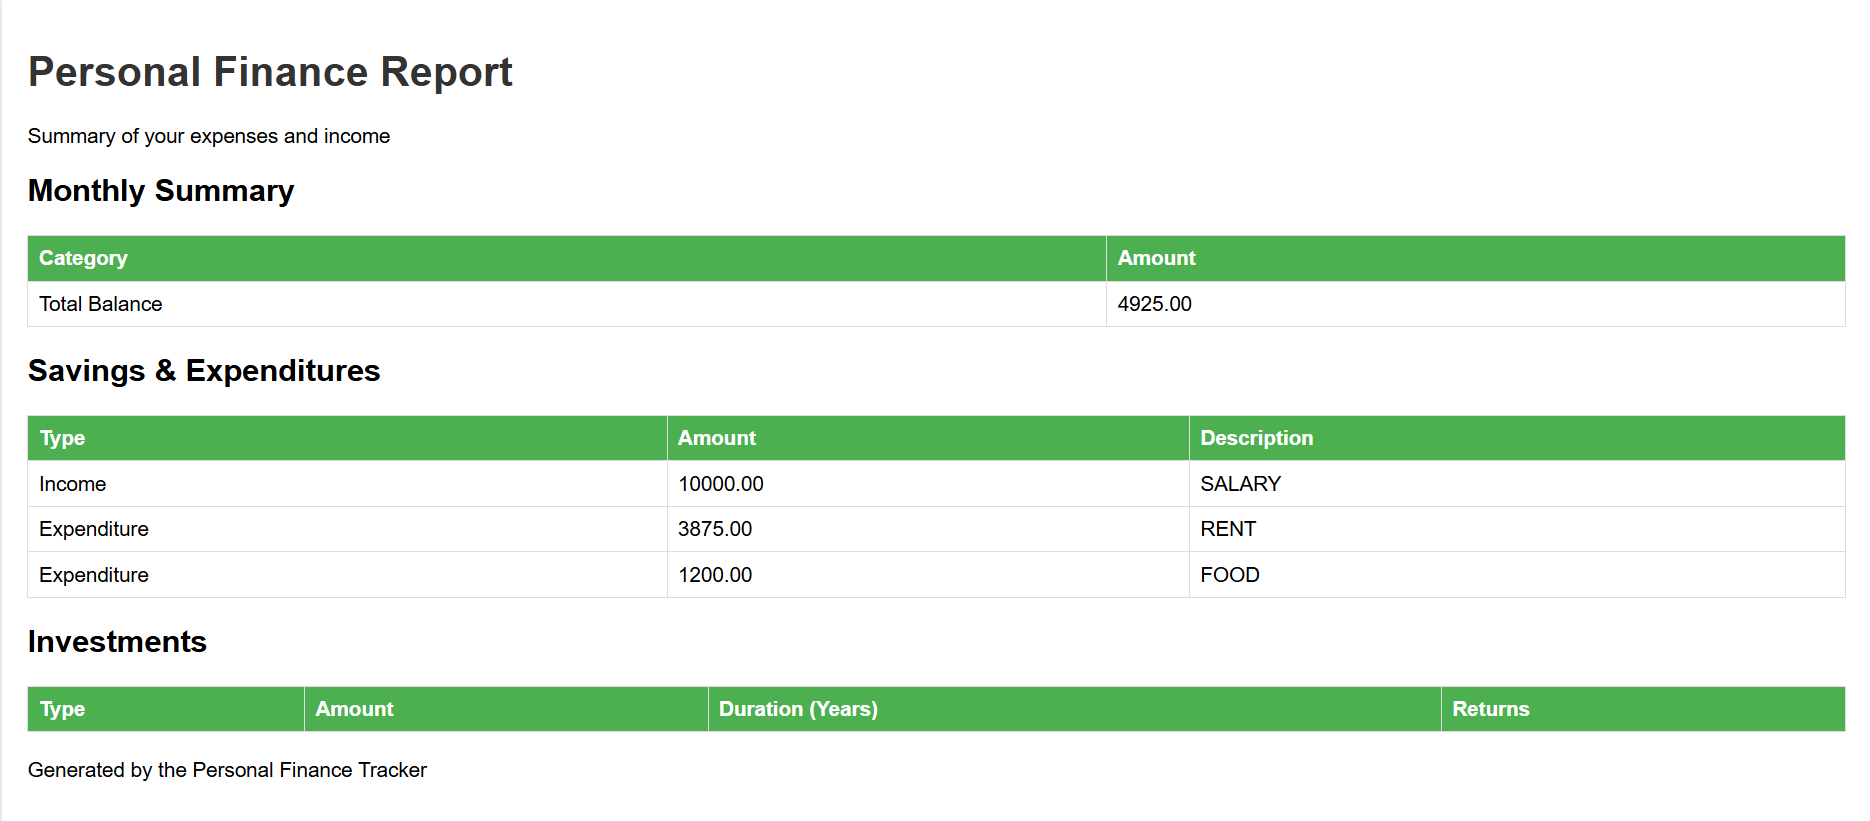 Personal Finance Report
Summary of your expenses and income
Monthly Summary
Category Amount
Total Balance 4925.00
Savings & Expenditures
Type Amount Description
Income 10000.00 SALARY
Expenditure 3875.00 RENT
Expenditure 1200.00 FOOD
Investments
Type Amount Duration (Years) Returns
Generated by the Personal Finance Tracker